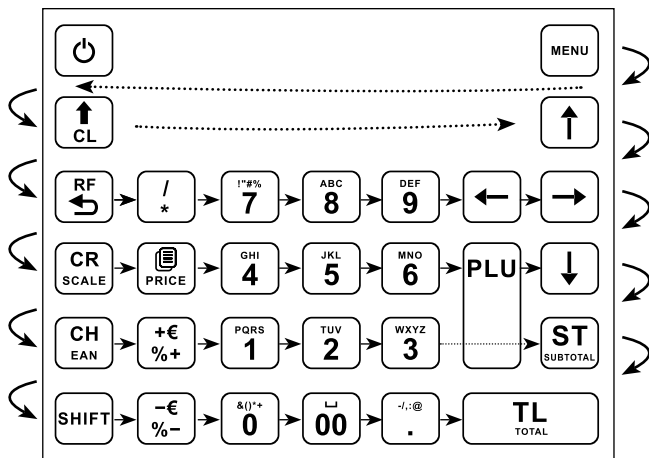 MENU
CL
RF
/
*
!"#%
7
ABC
8
DEF
9
CR
SCALE
PRICE
GHI
4
JKL
5
MNO
6
PLU
CH
EAN
+€
%+
PQRS
1
TUV
2
WXYZ
3
ST
SUBTOTAL
SHIFT
−€
%−
&()*+
0
00
-/,:@
.
TL
TOTAL